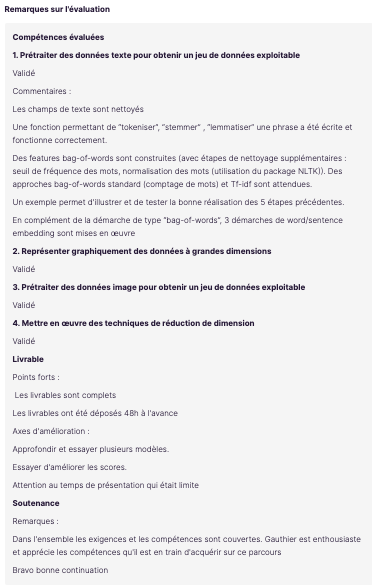 Remarques sur l'évaluation
Compétences évaluées
1. Prétraiter des données texte pour obtenir un jeu de données exploitable
Validé
Commentaires :
Les champs de texte sont nettoyés
Une fonction permettant de "tokeniser", "stemmer" , "lemmatiser" une phrase a été écrite et
fonctionne correctement.
Des features bag-of-words sont construites (avec étapes de nettoyage supplémentaires :
seuil de fréquence des mots, normalisation des mots (utilisation du package NLTK)). Des
approches bag-of-words standard (comptage de mots) et Tf-idf sont attendues.
Un exemple permet d'illustrer et de tester la bonne réalisation des 5 étapes précédentes.
En complément de la démarche de type "bag-of-words", 3 démarches de word/sentence
embedding sont mises en œuvre
2. Représenter graphiquement des données à grandes dimensions
Validé
3. Prétraiter des données image pour obtenir un jeu de données exploitable
Validé
4. Mettre en œuvre des techniques de réduction de dimension
Validé
Livrable
Points forts :
Les livrables sont complets
Les livrables ont été déposés 48h à l'avance
Axes d'amélioration :
Approfondir et essayer plusieurs modèles.
Essayer d'améliorer les scores.
Attention au temps de présentation qui était limite
Soutenance
Remarques :
Dans l'ensemble les exigences et les compétences sont couvertes. Gauthier est enthousiaste
et apprécie les compétences qu'il est en train d'acquérir sur ce parcours
Bravo bonne continuation